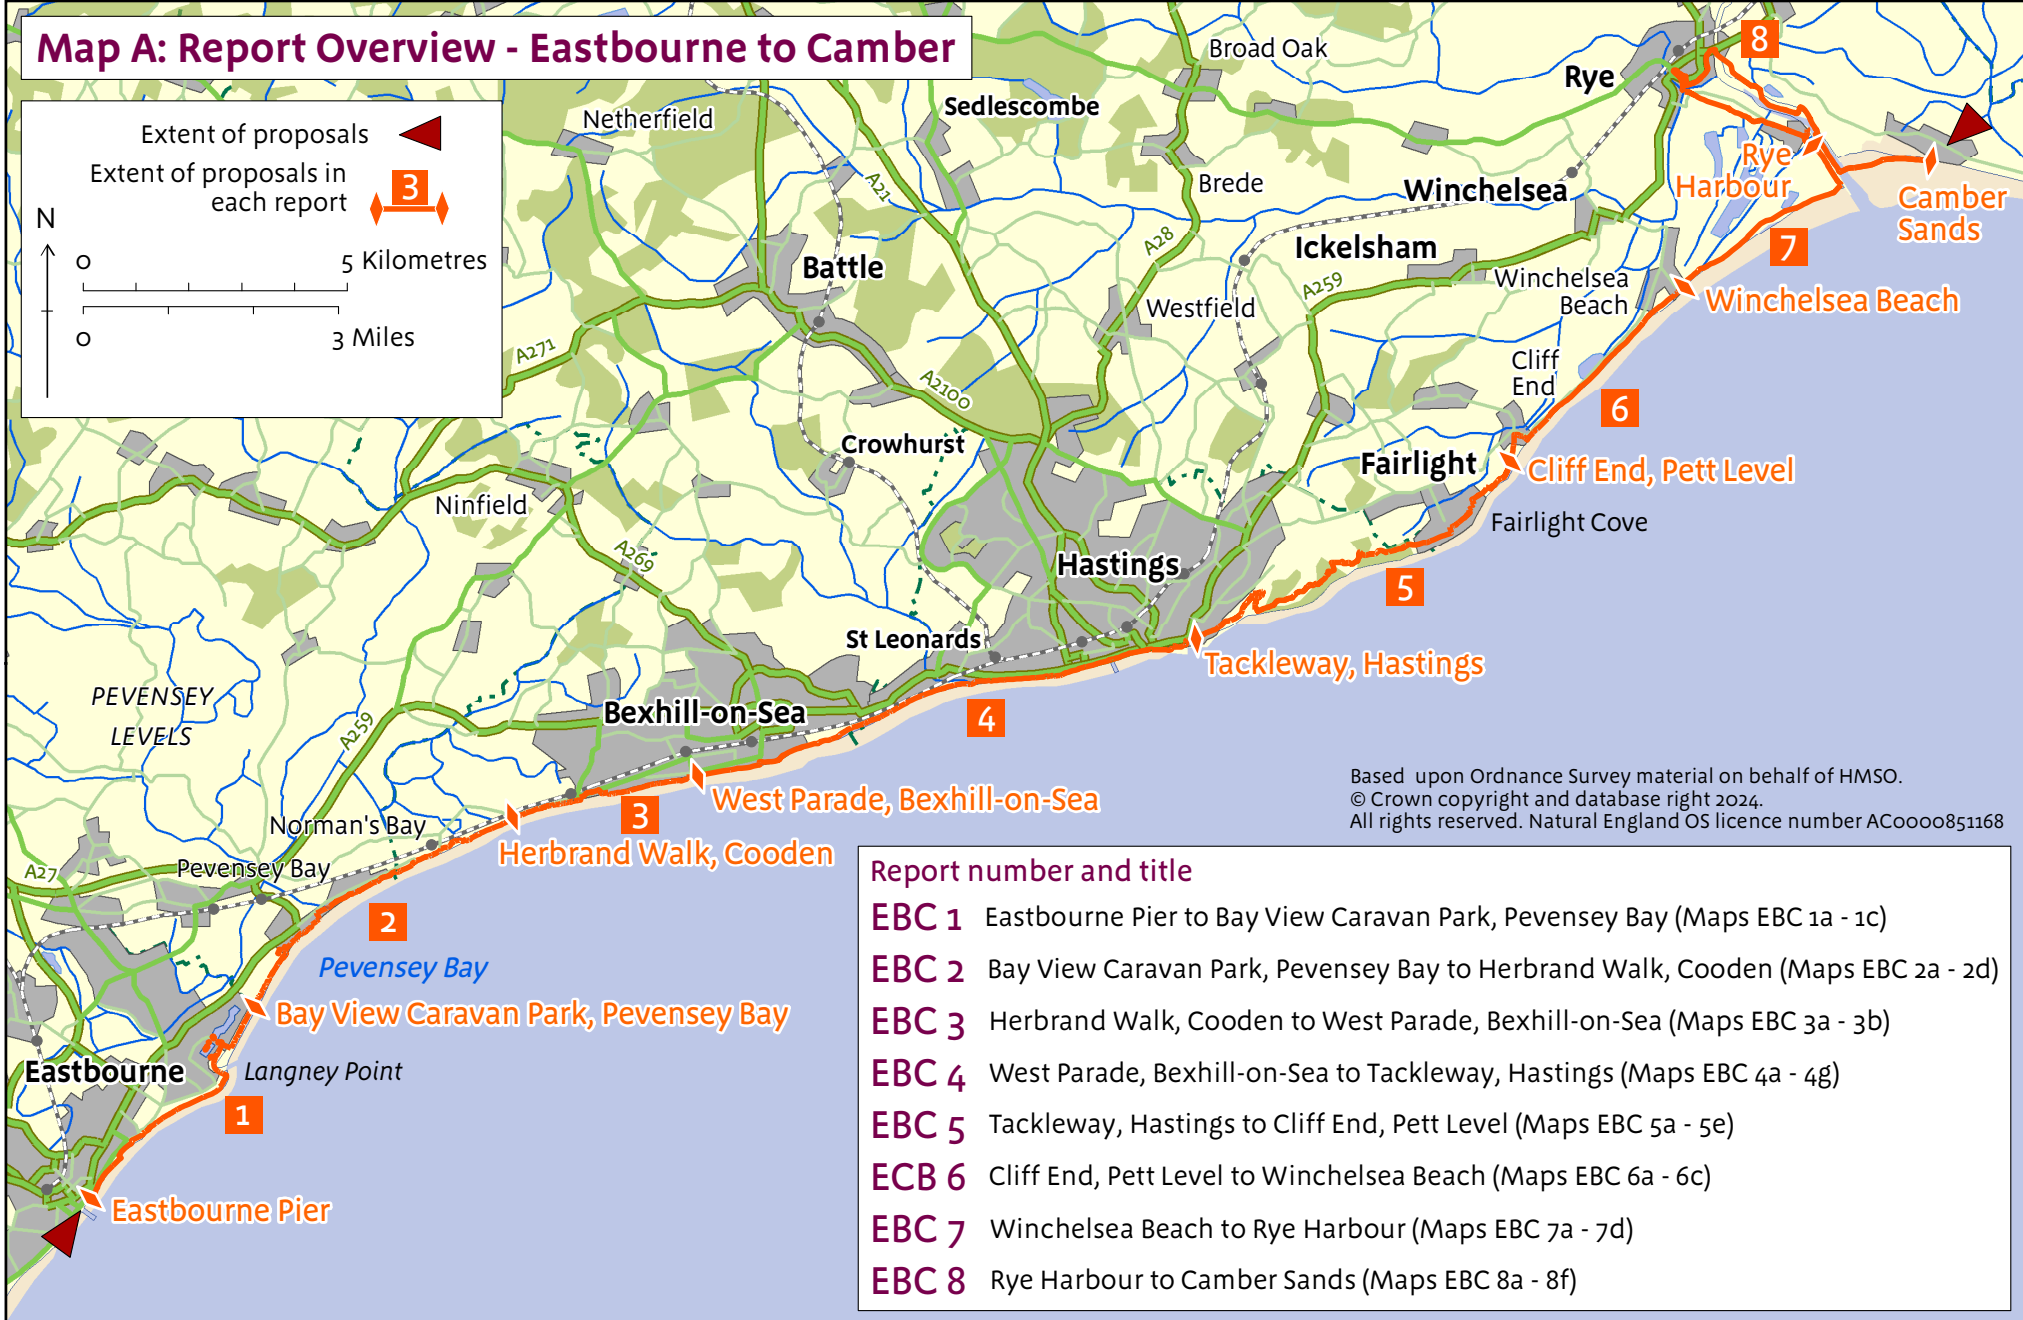 Map A: Report Overview - Eastbourne to Camber
Extent of proposals
Extent of proposals in
each report
3
N
0
5 Kilometres
0
3 Miles
Broad Oak
8
Rye
Sedlescombe
Netherfield
A21
Brede
Winchelsea
Rye
Harbour
Camber
Sands
A28
Ickelsham
7
Battle
A259
Winchelsea
Beach
Winchelsea Beach
Westfield
A271
Cliff
End
A2100
6
Crowhurst
Fairlight
Cliff End, Pett Level
Ninfield
Fairlight Cove
A269
Hastings
5
St Leonards
Tackleway, Hastings
PEVENSEY
LEVELS
A259
Bexhill-on-Sea
4
West Parade, Bexhill-on-Sea
3
Norman's Bay
Herbrand Walk, Cooden
A27
Pevensey Bay
2
Pevensey Bay
Bay View Caravan Park, Pevensey Bay
Eastbourne
Langney Point
1
Eastbourne Pier
Based upon Ordnance Survey material on behalf of HMSO.
© Crown copyright and database right 2024.
All rights reserved. Natural England OS licence number AC0000851168
Report number and title
EBC 1 Eastbourne Pier to Bay View Caravan Park, Pevensey Bay (Maps EBC 1a - 1c)
EBC 2 Bay View Caravan Park, Pevensey Bay to Herbrand Walk, Cooden (Maps EBC 2a - 2d)
EBC 3 Herbrand Walk, Cooden to West Parade, Bexhill-on-Sea (Maps EBC 3a - 3b)
EBC 4 West Parade, Bexhill-on-Sea to Tackleway, Hastings (Maps EBC 4a - 4g)
EBC 5 Tackleway, Hastings to Cliff End, Pett Level (Maps EBC 5a - 5e)
ECB 6 Cliff End, Pett Level to Winchelsea Beach (Maps EBC 6a - 6c)
EBC 7 Winchelsea Beach to Rye Harbour (Maps EBC 7a - 7d)
EBC 8 Rye Harbour to Camber Sands (Maps EBC 8a - 8f)